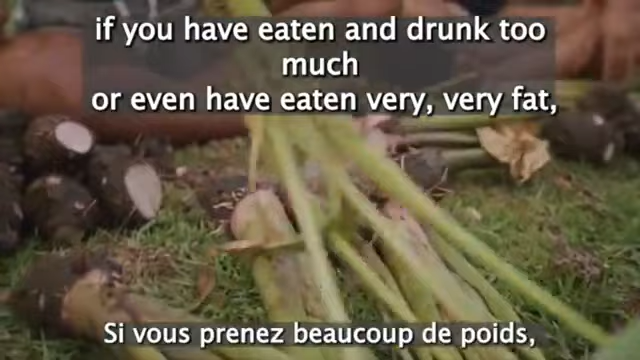 if you have eaten and drunk too
much
or even have eaten very, very fat,
Si vous prenez beaucoup de poids,